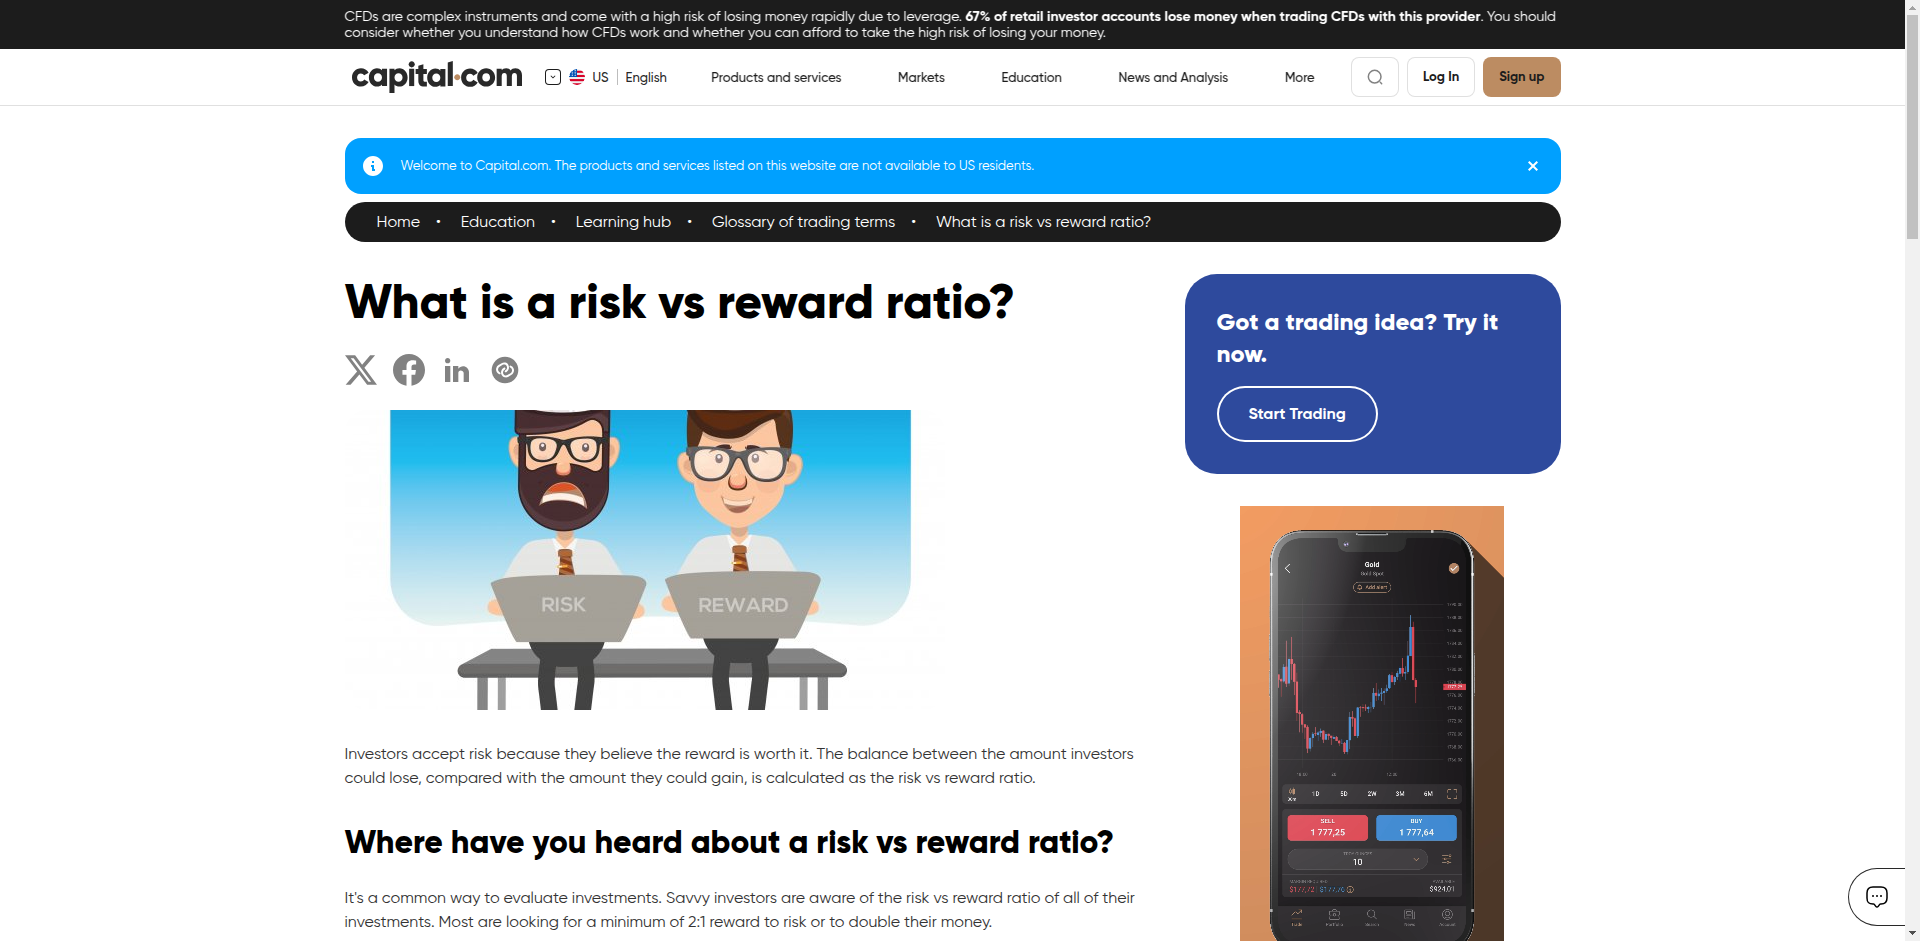 CFDs are complex instruments and come with a high risk of losing money rapidly due to leverage. 67% of retail investor accounts lose money when trading CFDs with this provider. You should
consider whether you understand how CFDs work and whether you can afford to take the high risk of losing your money.
capital.com
US English Products and services Markets Education News and Analysis More Log In Sign up
Welcome to Capital.com. The products and services listed on this website are not available to US residents.
Home • Education • Learning hub • Glossary of trading terms • What is a risk vs reward ratio?
What is a risk vs reward ratio?
RISK
REWARD
Investors accept risk because they believe the reward is worth it. The balance between the amount investors
could lose, compared with the amount they could gain, is calculated as the risk vs reward ratio.
Where have you heard about a risk vs reward ratio?
It's a common way to evaluate investments. Savvy investors are aware of the risk vs reward ratio of all of their
investments. Most are looking for a minimum of 2:1 reward to risk or to double their money.
Got a trading idea? Try it
now.
Start Trading
Gold
Gold Spot
Add alert
1D 5D 2W 3M 6M
SELL
1 777,25
BUY
1 777,64
10
$924,01